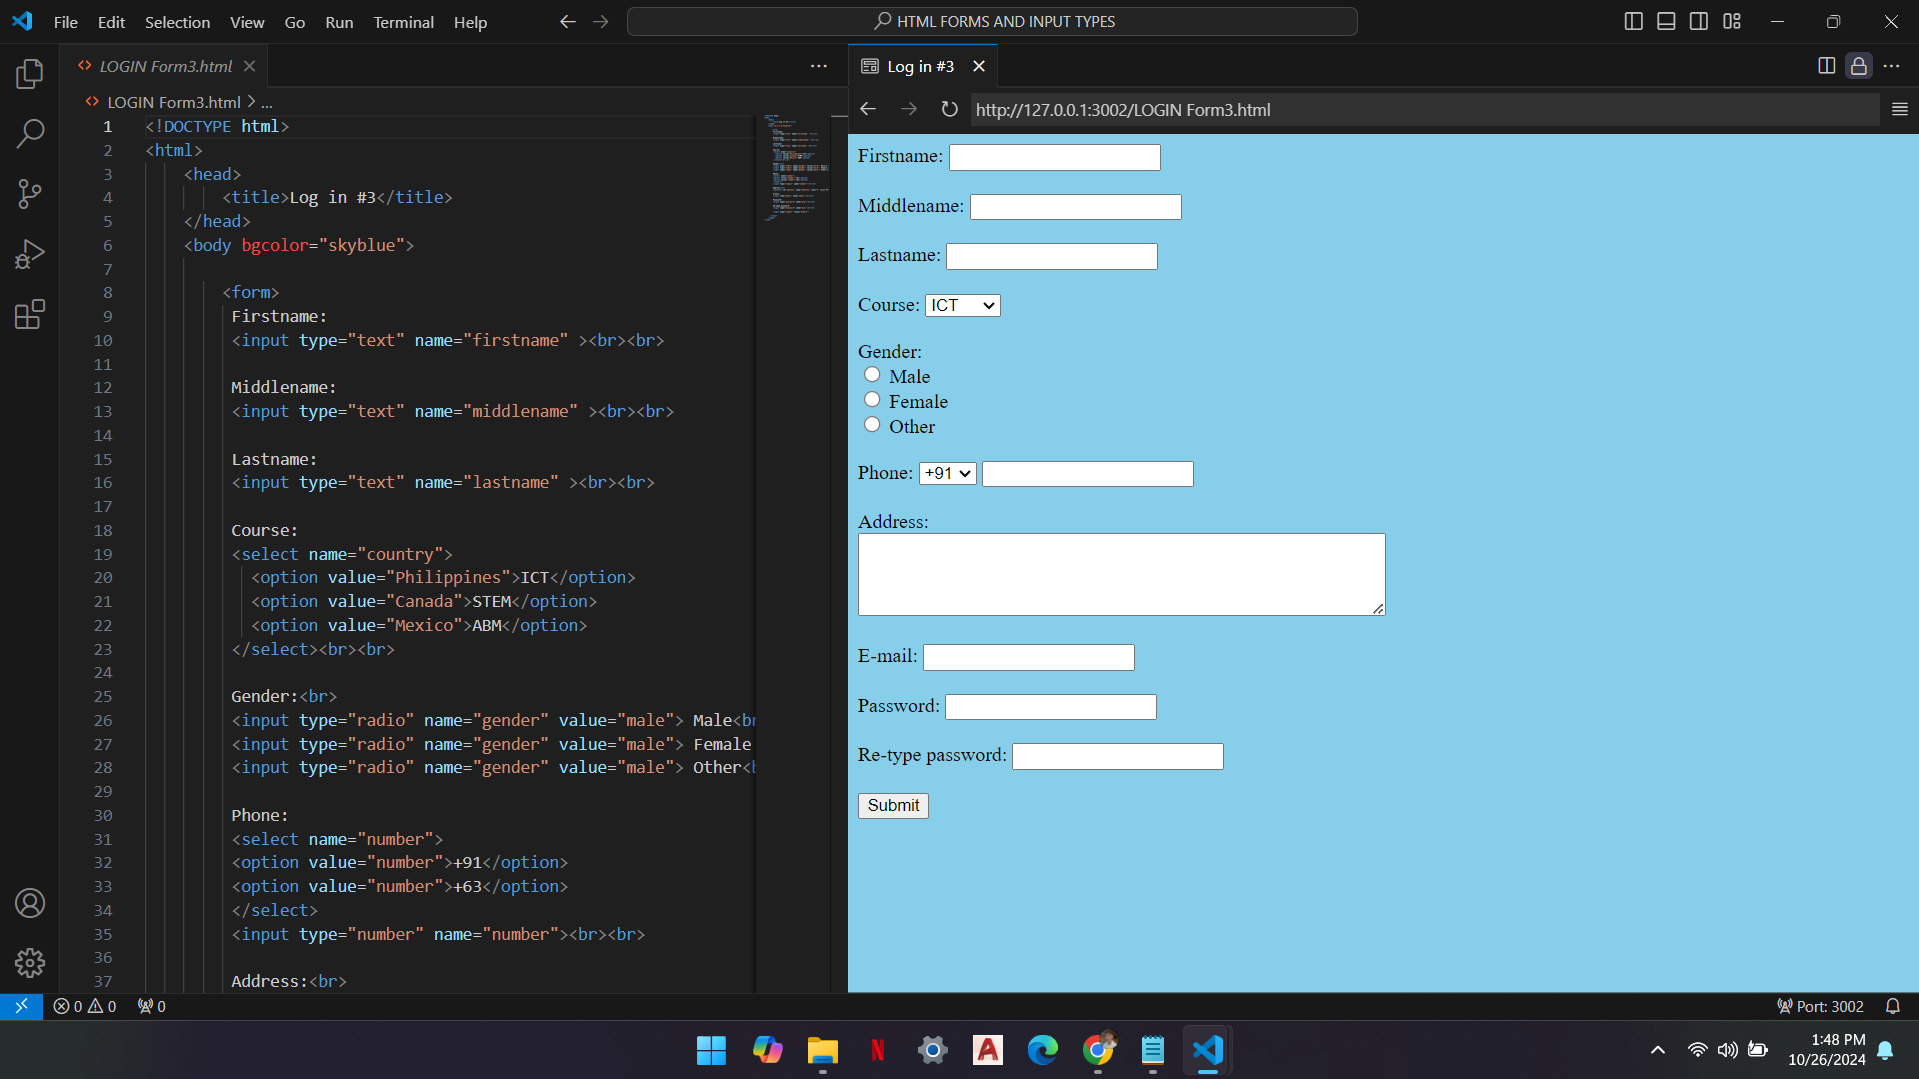 File Edit Selection View Go Run Terminal Help
HTML FORMS AND INPUT TYPES
LOGIN Form3.html
LOGIN Form3.html > ...
1 <!DOCTYPE html>
2 <html>
3 <head>
4 <title>Log in #3</title>
5 </head>
6 <body bgcolor="skyblue">
7
8 <form>
9 Firstname:
10 <input type="text" name="firstname" ><br><br>
11
12 Middlename:
13 <input type="text" name="middlename" ><br><br>
14
15 Lastname:
16 <input type="text" name="lastname" ><br><br>
17
18 Course:
19 <select name="country">
20 <option value="Philippines">ICT</option>
21 <option value="Canada">STEM</option>
22 <option value="Mexico">ABM</option>
23 </select><br><br>
24
25 Gender:<br>
26 <input type="radio" name="gender" value="male"> Male<br
27 <input type="radio" name="gender" value="male"> Female
28 <input type="radio" name="gender" value="male"> Other<b
29
30 Phone:
31 <select name="number">
32 <option value="number">+91</option>
33 <option value="number">+63</option>
34 </select>
35 <input type="number" name="number"><br><br>
36
37 Address:<br>
Log in #3
http://127.0.0.1:3002/LOGIN Form3.html
Firstname:
Middlename:
Lastname:
Course: ICT
Gender:
Male
Female
Other
Phone: +91
Address:
E-mail:
Password:
Re-type password:
Submit
0 0 0
Port: 3002
1:48 PM
10/26/2024